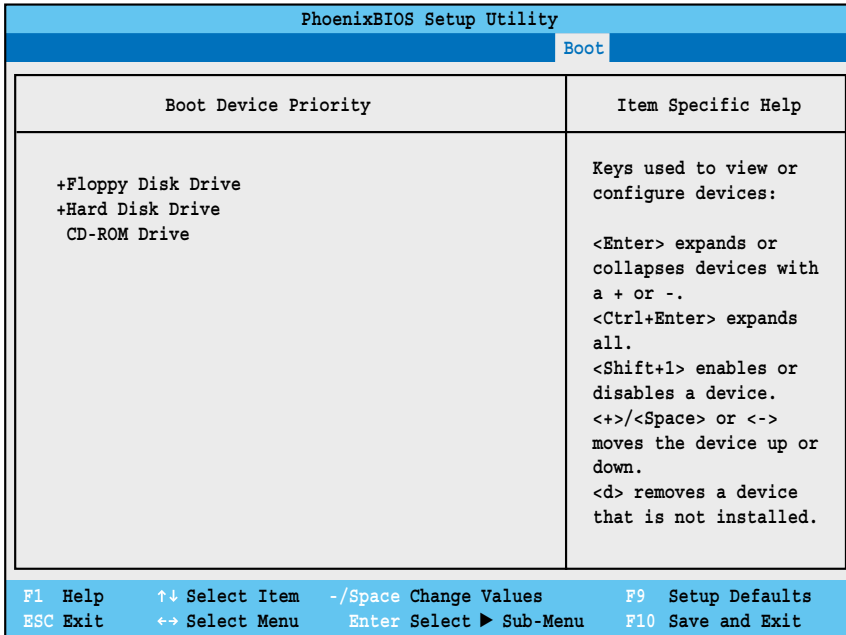 PhoenixBIOS Setup Utility
Boot
Boot Device Priority
Item Specific Help
+Floppy Disk Drive
+Hard Disk Drive
CD-ROM Drive
Keys used to view or
configure devices:
<Enter> expands or
collapses devices with
a + or -.
<Ctrl+Enter> expands
all.
<Shift+1> enables or
disables a device.
<+>/<Space> or <->
moves the device up or
down.
<d> removes a device
that is not installed.
F1 Help ↑↓ Select Item -/Space Change Values F9 Setup Defaults
ESC Exit ←→ Select Menu Enter Select ▶ Sub-Menu F10 Save and Exit